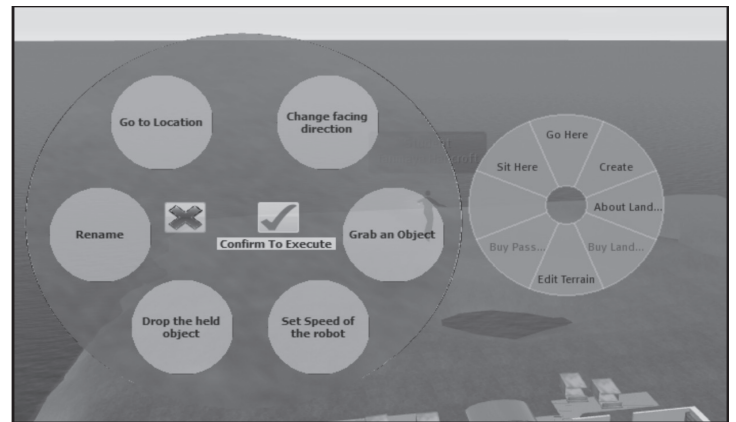 Go to Location
Change facing
direction
Rename
Confirm To Execute
Grab an Object
Drop the held
object
Set Speed of
the robot
Go Here
Sit Here
Create
About Land...
Buy Pass...
Buy Land...
Edit Terrain